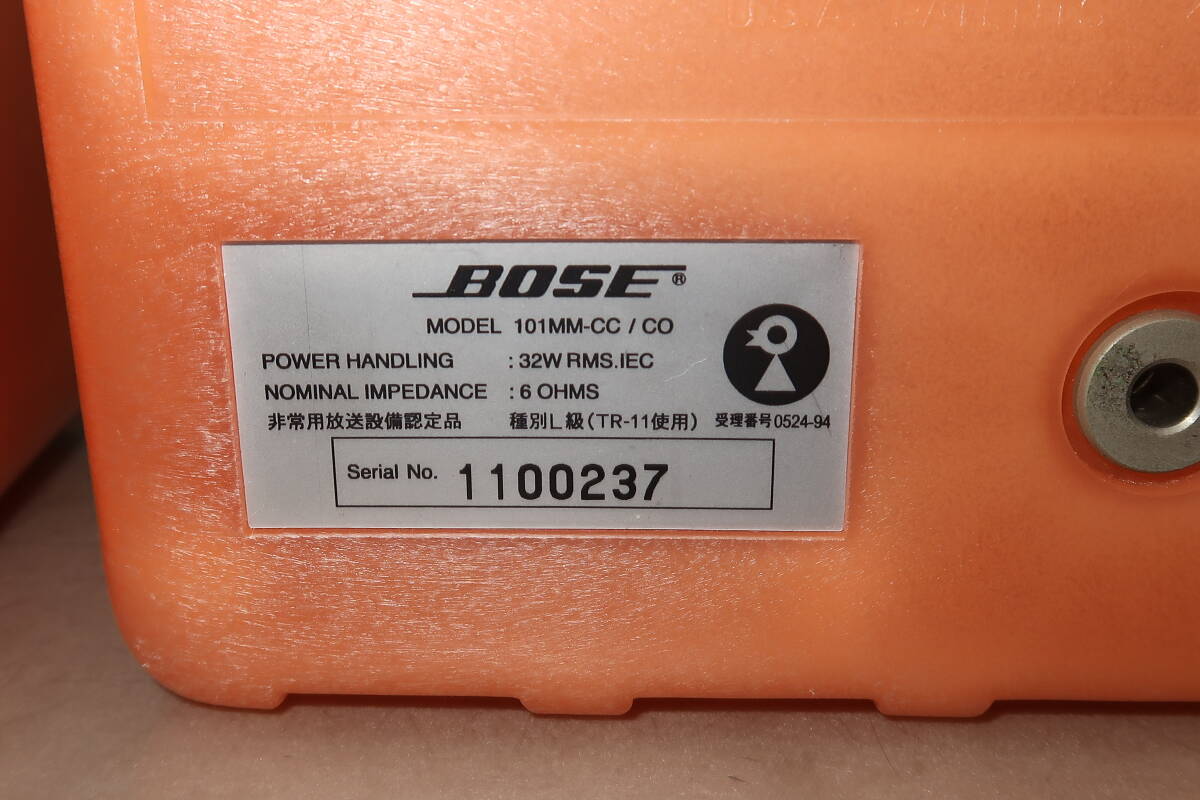 BOSE®
MODEL 101MM-CC / CO
POWER HANDLING : 32W RMS.IEC
NOMINAL IMPEDANCE : 6 OHMS
非常用放送設備認定品 種別L級(TR-11使用) 受理番号0524-94
Serial No. 1100237